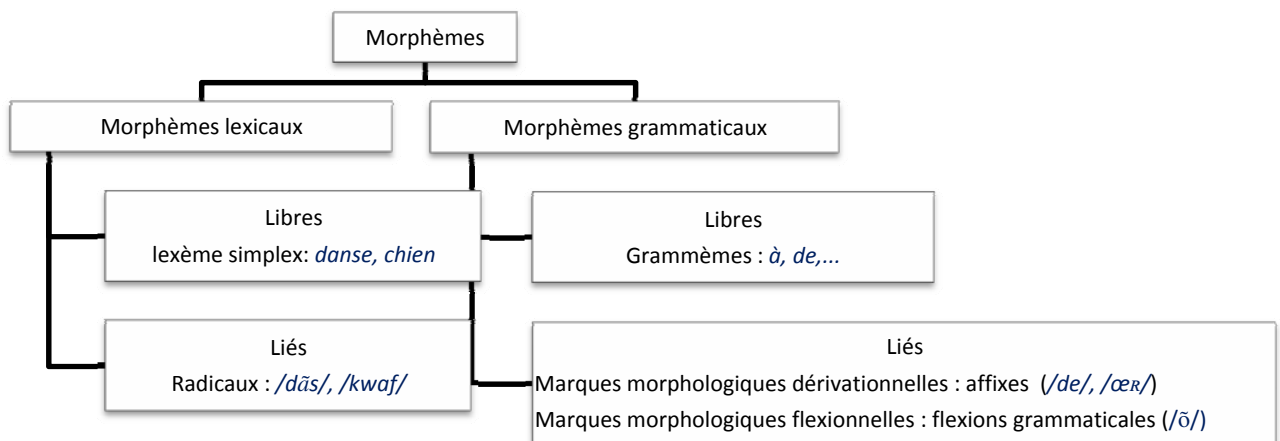 Morphèmes
Morphèmes lexicaux
Morphèmes grammaticaux
Libres
lexème simplex: danse, chien
Libres
Grammèmes : à, de,...
Liés
Radicaux : /dãs/, /kwaf/
Liés
Marques morphologiques dérivationnelles : affixes (/de/, /œʀ/)
Marques morphologiques flexionnelles : flexions grammaticales (/õ/)